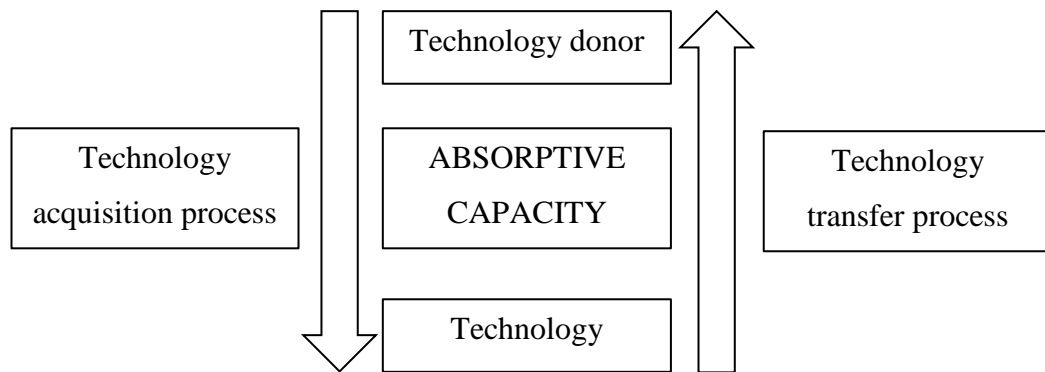 Technology donor
Technology
acquisition process
ABSORPTIVE
CAPACITY
Technology
transfer process
Technology